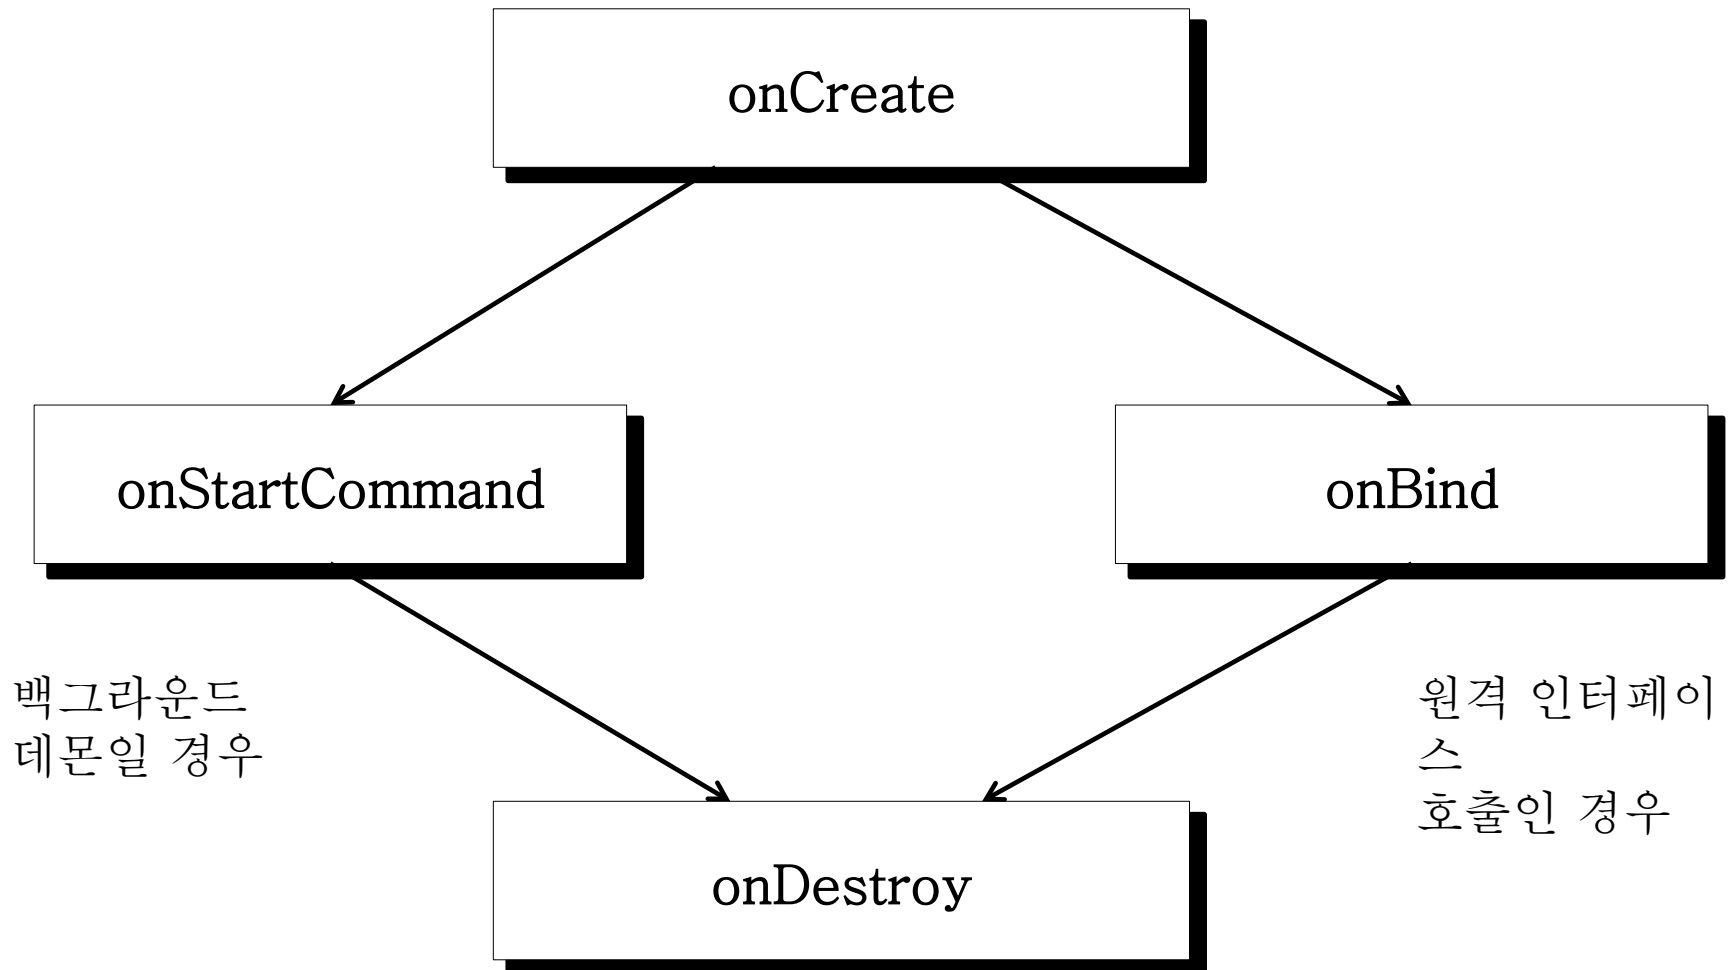 onCreate
onStartCommand
onBind
백그라운드
데몬일 경우
원격 인터페이
스
호출인 경우
onDestroy